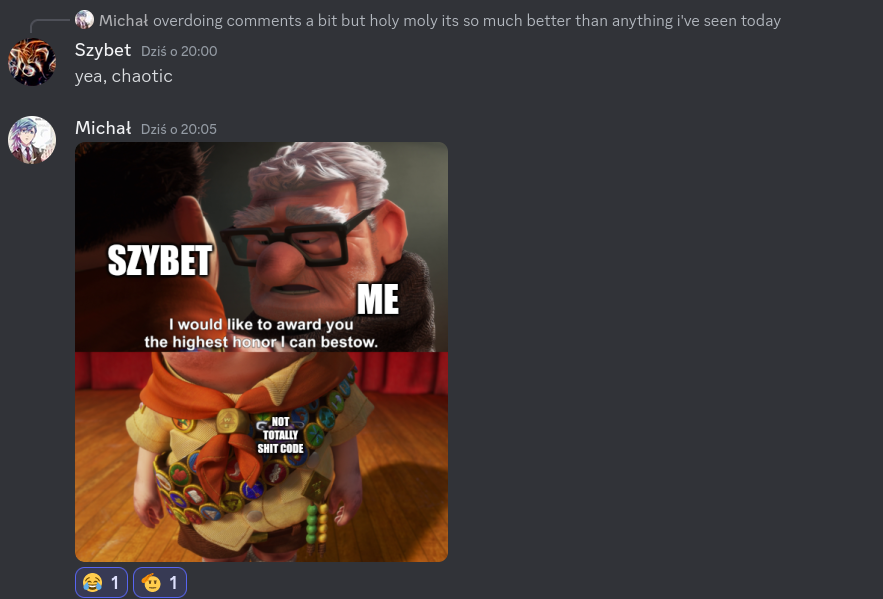 Michał overdoing comments a bit but holy moly its so much better than anything i've seen today
Szybet Dziś o 20:00
yea, chaotic
Michał Dziś o 20:05
SZYBET
ME
I would like to award you
the highest honor I can bestow.
NOT
TOTALLY
SHIT CODE
1 1